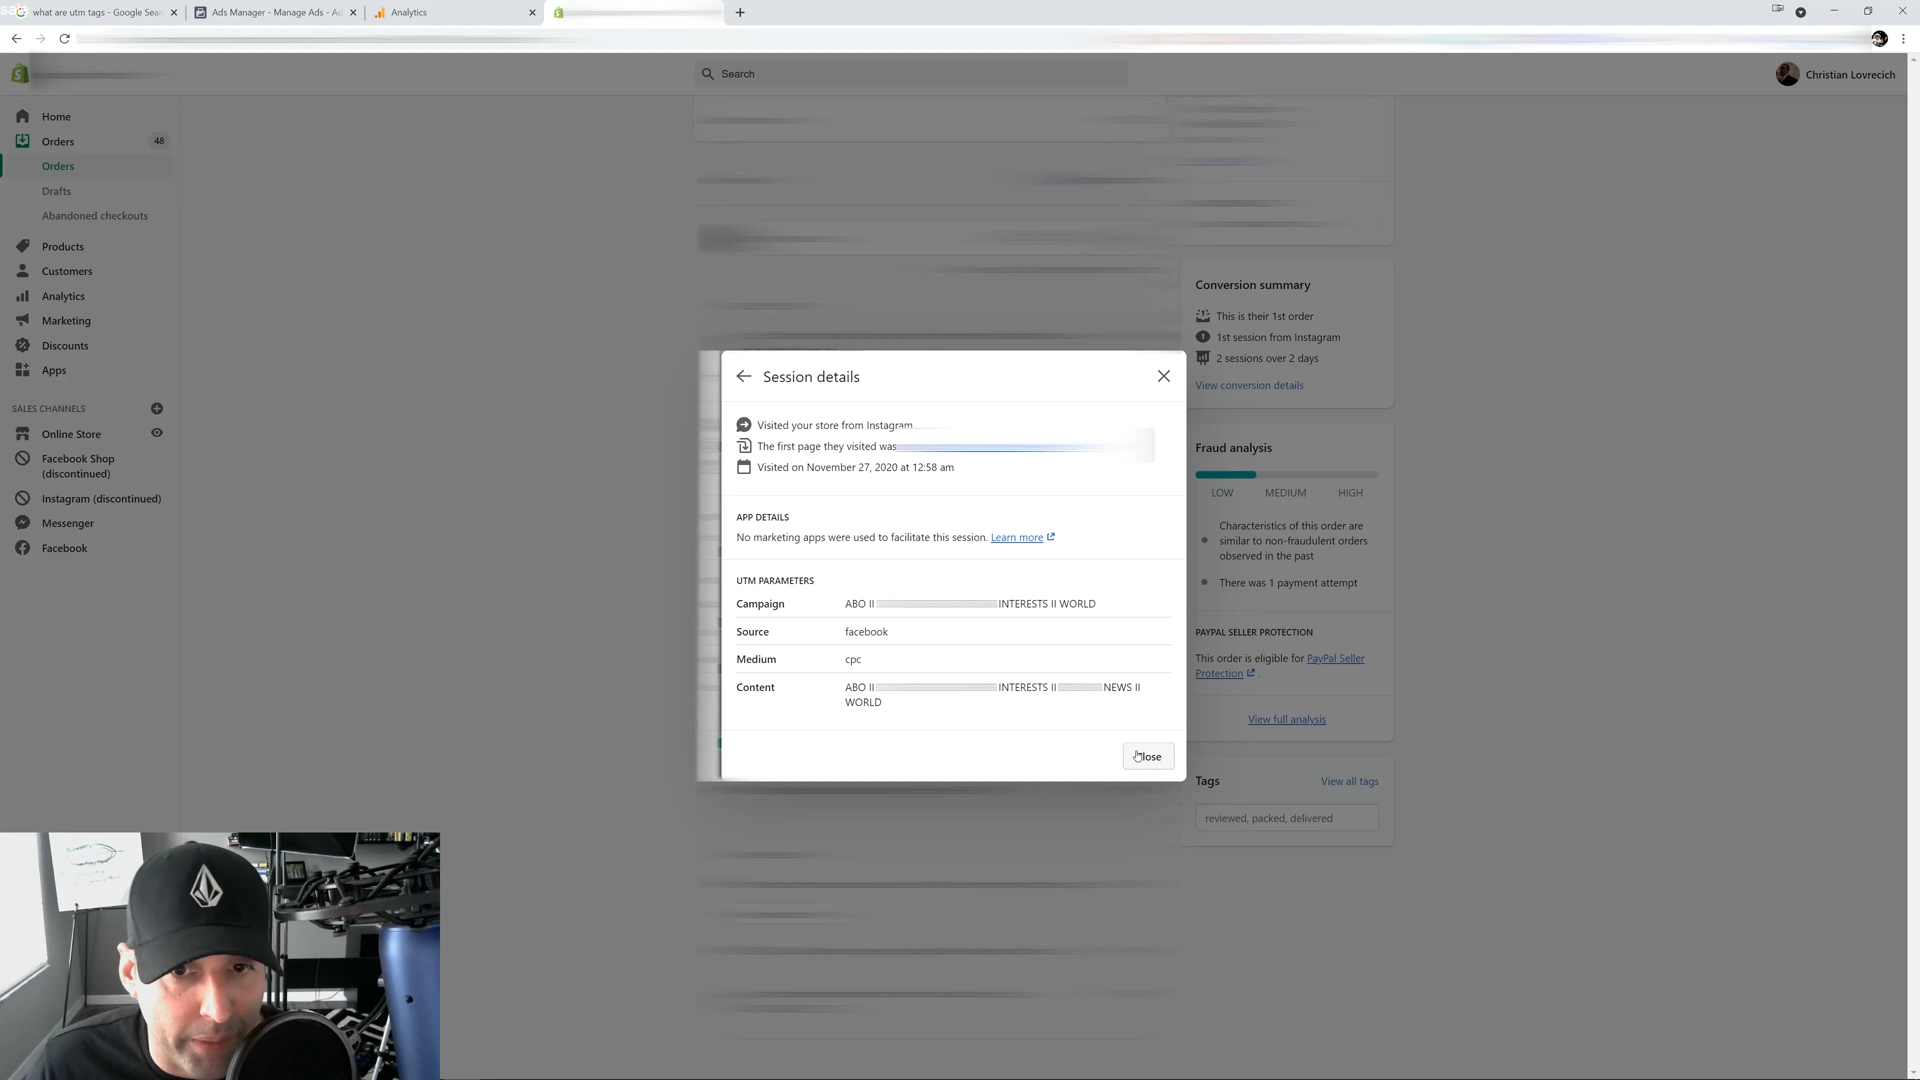 what are utm tags - Google Sear
Ads Manager - Manage Ads - Ad
Analytics
Search
Christian Lovrecich
Home
Orders
48
Orders
Drafts
Abandoned checkouts
Products
Customers
Analytics
Marketing
Discounts
Apps
SALES CHANNELS
Online Store
Facebook Shop
(discontinued)
Instagram (discontinued)
Messenger
Facebook
Session details
Visited your store from Instagram
The first page they visited was
Visited on November 27, 2020 at 12:58 am
APP DETAILS
No marketing apps were used to facilitate this session. Learn more
UTM PARAMETERS
Campaign ABO II INTERESTS II WORLD
Source facebook
Medium cpc
Content ABO II INTERESTS II NEWS II
WORLD
Close
Conversion summary
This is their 1st order
1st session from Instagram
2 sessions over 2 days
View conversion details
Fraud analysis
LOW MEDIUM HIGH
Characteristics of this order are
similar to non-fraudulent orders
observed in the past
There was 1 payment attempt
PAYPAL SELLER PROTECTION
This order is eligible for PayPal Seller
Protection .
View full analysis
Tags
View all tags
reviewed, packed, delivered